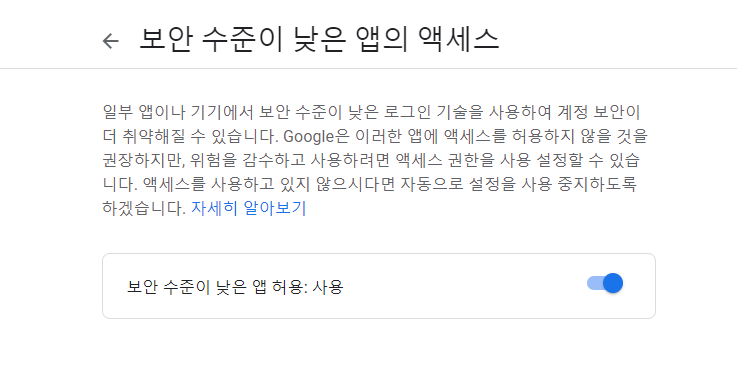 보안 수준이 낮은 앱의 액세스
일부 앱이나 기기에서 보안 수준이 낮은 로그인 기술을 사용하여 계정 보안이
더 취약해질 수 있습니다. Google은 이러한 앱에 액세스를 허용하지 않을 것을
권장하지만, 위험을 감수하고 사용하려면 액세스 권한을 사용 설정할 수 있습
니다. 액세스를 사용하고 있지 않으시다면 자동으로 설정을 사용 중지하도록
하겠습니다. 자세히 알아보기
보안 수준이 낮은 앱 허용: 사용